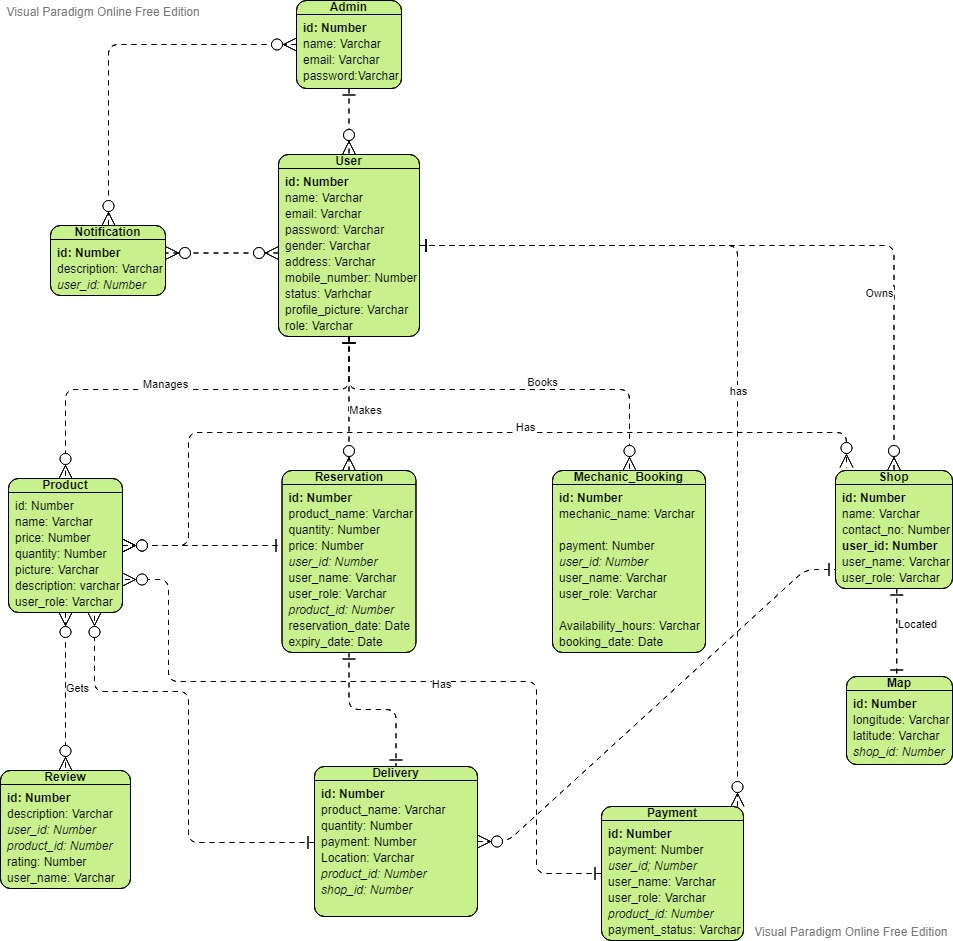 Visual Paradigm Online Free Edition
Admin
id: Number
name: Varchar
email: Varchar
password:Varchar
User
id: Number
name: Varchar
email: Varchar
password: Varchar
gender: Varchar
address: Varchar
mobile_number: Number
status: Varhchar
profile_picture: Varchar
role: Varchar
Notification
id: Number
description: Varchar
user_id: Number
Owns
Manages
Books
has
Makes
Has
Product
id: Number
name: Varchar
price: Number
quantity: Number
picture: Varchar
description: varchar
user_role: Varchar
Reservation
id: Number
product_name: Varchar
quantity: Number
price: Number
user_id: Number
user_name: Varchar
user_role: Varchar
product_id: Number
reservation_date: Date
expiry_date: Date
Mechanic_Booking
id: Number
mechanic_name: Varchar
payment: Number
user_id: Number
user_name: Varchar
user_role: Varchar
Availability_hours: Varchar
booking_date: Date
Shop
id: Number
name: Varchar
contact_no: Number
user_id: Number
user_name: Varchar
user_role: Varchar
Located
Gets
Has
Map
id: Number
longitude: Varchar
latitude: Varchar
shop_id: Number
Review
id: Number
description: Varchar
user_id: Number
product_id: Number
rating: Number
user_name: Varchar
Delivery
id: Number
product_name: Varchar
quantity: Number
payment: Number
Location: Varchar
product_id: Number
shop_id: Number
Payment
id: Number
payment: Number
user_id; Number
user_name: Varchar
user_role: Varchar
product_id: Number
payment_status: Varchar
Visual Paradigm Online Free Edition